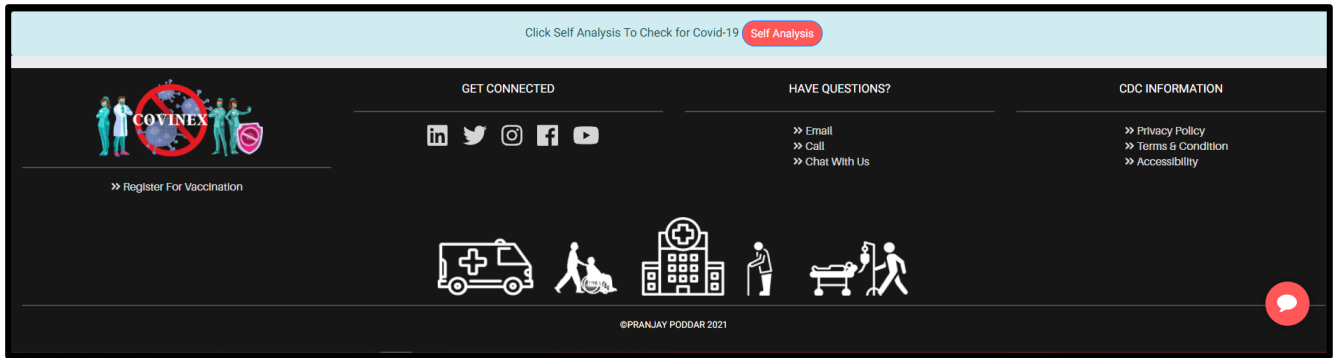 Click Self Analysis To Check for Covid-19 Self Analysis
COVINEX
>> Register For Vaccination
GET CONNECTED
HAVE QUESTIONS?
>> Email
>> Call
>> Chat With Us
CDC INFORMATION
>> Privacy Policy
>> Terms & Condition
>> Accessibility
©PRANJAY PODDAR 2021